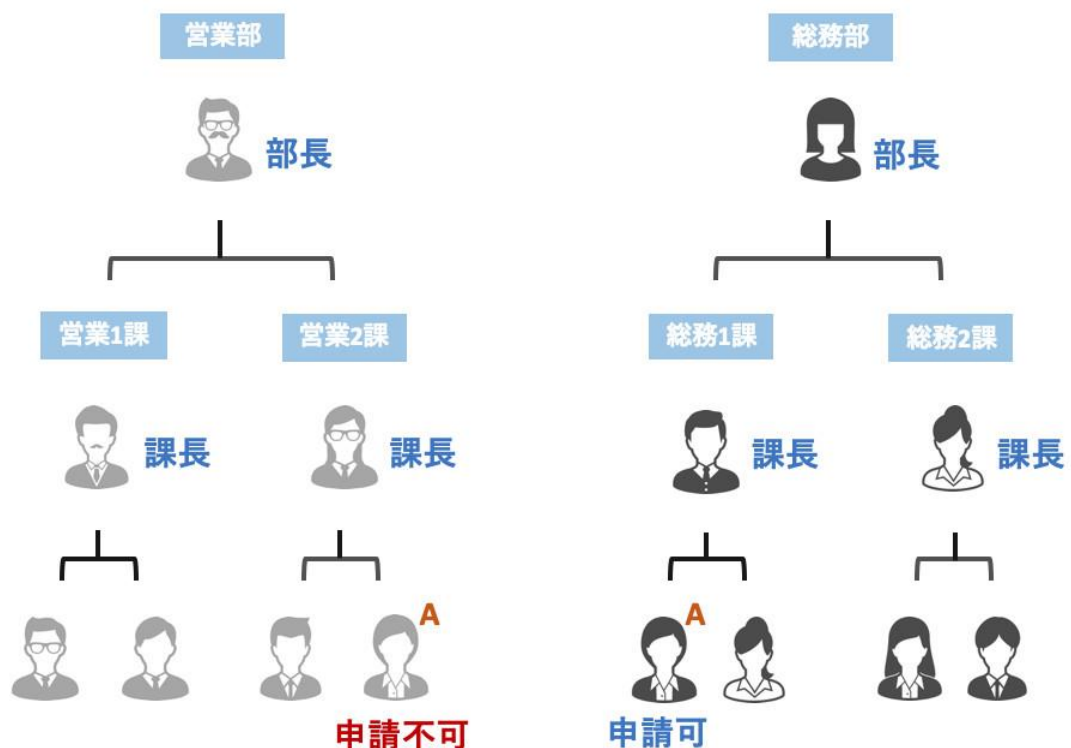 営業部
総務部
部長
部長
営業1課
営業2課
総務1課
総務2課
課長
課長
課長
課長
A
A
申請不可
申請可